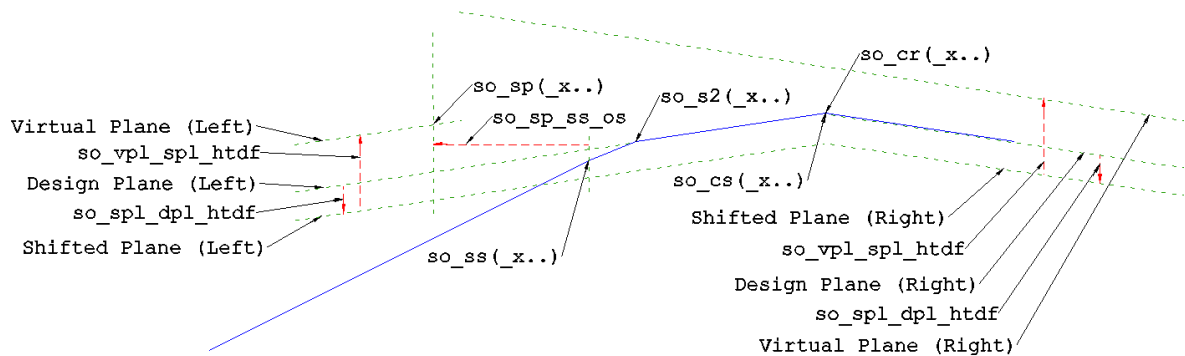 so_cr(_x..)
so_sp(_x..)
so_s2(_x..)
so_sp_ss_os
Virtual Plane (Left)
so_vpl_spl_htdf
Design Plane (Left)
so_cs(_x..)
so_spl_dpl_htdf
Shifted Plane (Right)
Shifted Plane (Left)
so_ss(_x..)
so_vpl_spl_htdf
Design Plane (Right)
so_spl_dpl_htdf
Virtual Plane (Right)